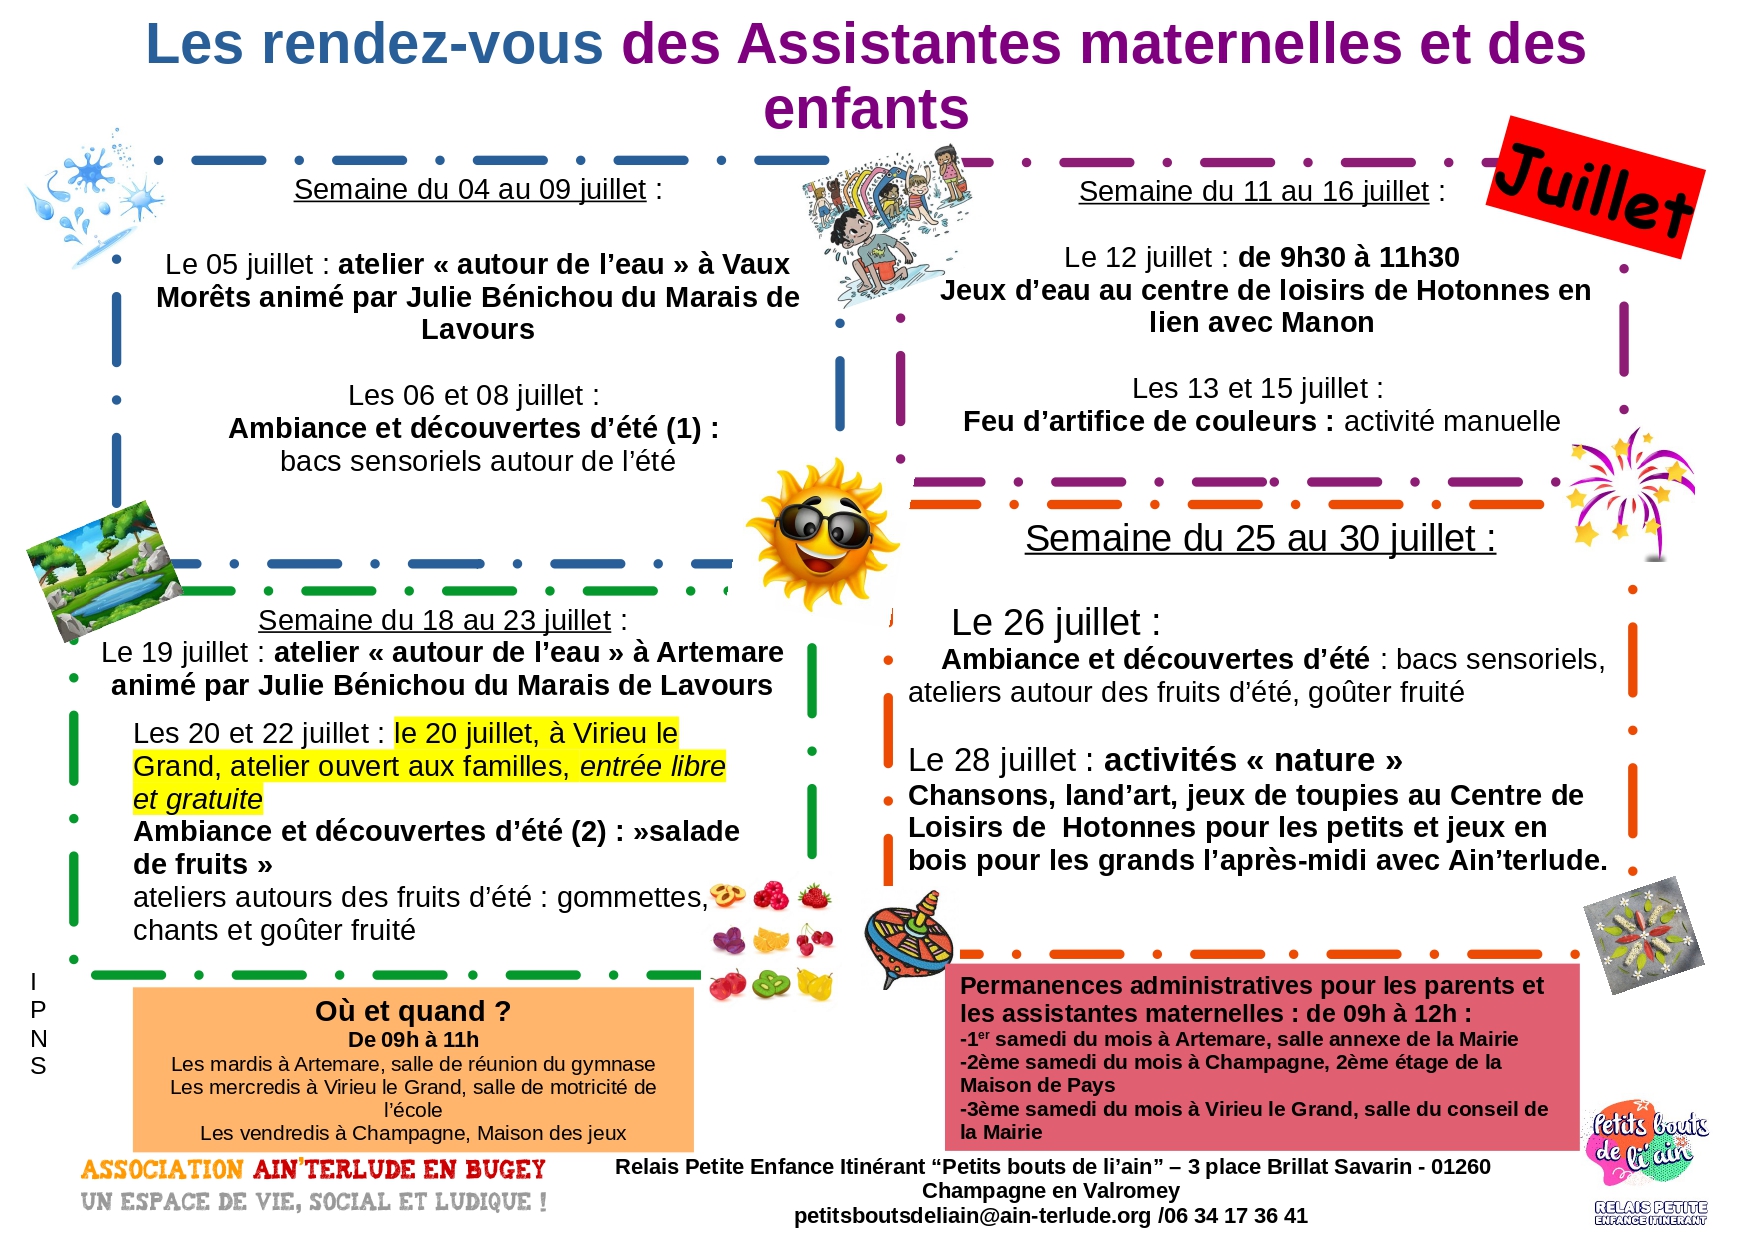 Les rendez-vous des Assistantes maternelles et des
enfants
Juillet
Semaine du 04 au 09 juillet :
Le 05 juillet : atelier « autour de l’eau » à Vaux
Morêts animé par Julie Bénichou du Marais de
Lavours
Les 06 et 08 juillet :
Ambiance et découvertes d’été (1) :
bacs sensoriels autour de l’été
Semaine du 11 au 16 juillet :
Le 12 juillet : de 9h30 à 11h30
Jeux d’eau au centre de loisirs de Hotonnes en
lien avec Manon
Les 13 et 15 juillet :
Feu d’artifice de couleurs : activité manuelle
Semaine du 18 au 23 juillet :
Le 19 juillet : atelier « autour de l’eau » à Artemare
animé par Julie Bénichou du Marais de Lavours
Les 20 et 22 juillet : le 20 juillet, à Virieu le
Grand, atelier ouvert aux familles, entrée libre
et gratuite
Ambiance et découvertes d’été (2) : »salade
de fruits »
ateliers autours des fruits d’été : gommettes,
chants et goûter fruité
Semaine du 25 au 30 juillet :
Le 26 juillet :
Ambiance et découvertes d’été : bacs sensoriels,
ateliers autour des fruits d’été, goûter fruité
Le 28 juillet : activités « nature »
Chansons, land’art, jeux de toupies au Centre de
Loisirs de  Hotonnes pour les petits et jeux en
bois pour les grands l’après-midi avec Ain’terlude.
I
P
N
S
Où et quand ?
De 09h à 11h
Les mardis à Artemare, salle de réunion du gymnase
Les mercredis à Virieu le Grand, salle de motricité de
l’école
Les vendredis à Champagne, Maison des jeux
Permanences administratives pour les parents et
les assistantes maternelles : de 09h à 12h :
-1er samedi du mois à Artemare, salle annexe de la Mairie
-2ème samedi du mois à Champagne, 2ème étage de la
Maison de Pays
-3ème samedi du mois à Virieu le Grand, salle du conseil de
la Mairie
ASSOCIATION AIN’TERLUDE EN BUGEY
UN ESPACE DE VIE, SOCIAL ET LUDIQUE !
Relais Petite Enfance Itinérant “Petits bouts de li’ain” – 3 place Brillat Savarin - 01260
Champagne en Valromey
petitsboutsdeliain@ain-terlude.org /06 34 17 36 41
Petits bouts
de li'ain
RELAIS PETITE
ENFANCE ITINERANT